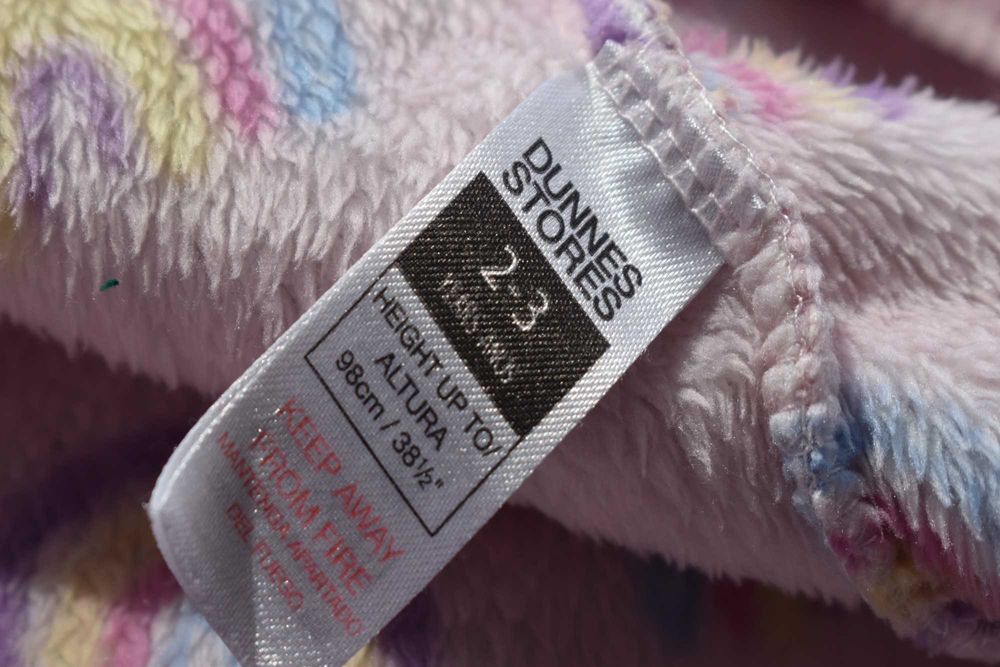 DUNNES
STORES
2-3
YEARS/AÑOS
HEIGHT UP TO/
ALTURA
98cm / 38½"
KEEP AWAY
FROM FIRE
MANTENGA APARTADO
DEL FUEGO